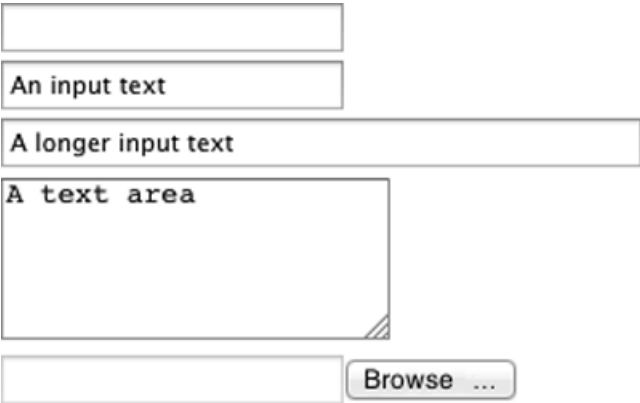 An input text
A longer input text
A text area
Browse ...